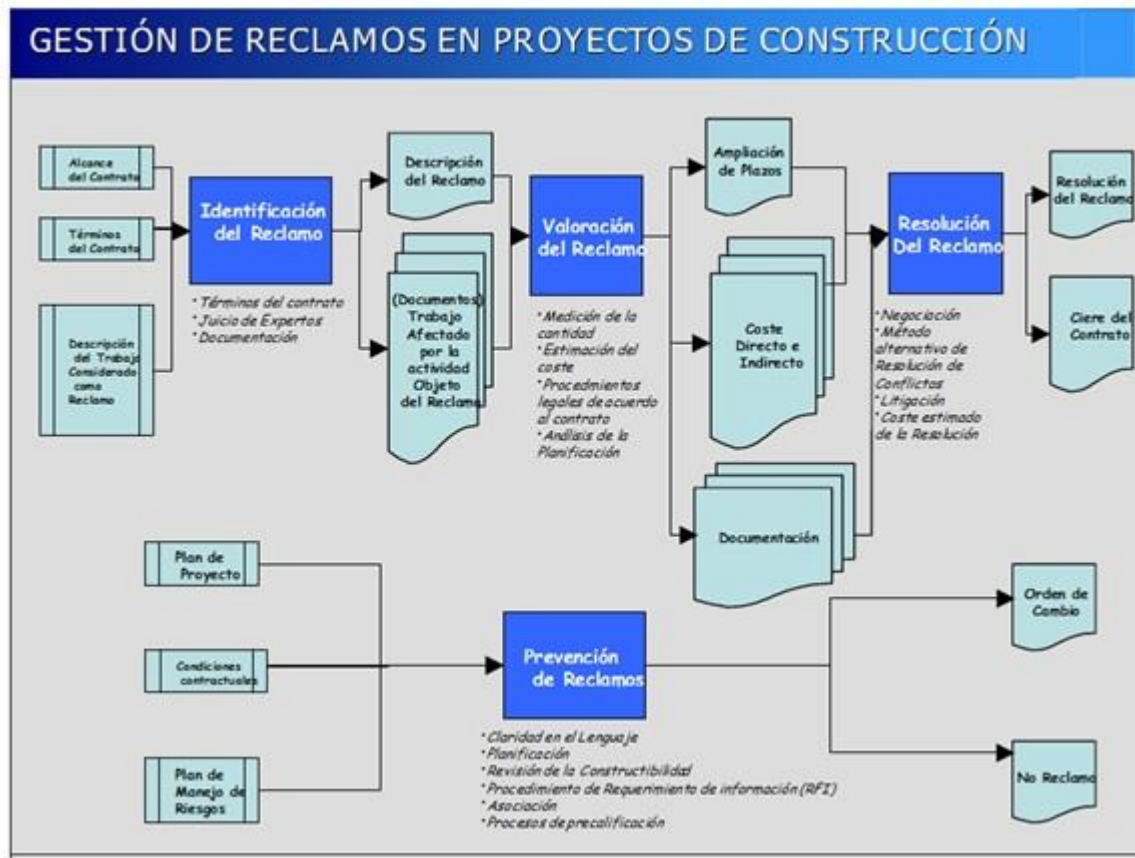 GESTIÓN DE RECLAMOS EN PROYECTOS DE CONSTRUCCIÓN
Alcance
del Contrato
Términos
del Contrato
Descripción
del Trabajo
Considerado
como
Reclamo
Identificación
del Reclamo
* Términos del contrato
* Juicio de Expertos
* Documentación
Descripción
del Reclamo
(Documentos)
Trabajo
Afectado
por la
actividad
Objeto
del Reclamo
Valoración
del Reclamo
* Medición de la
cantidad
* Estimación del
coste
* Procedimientos
legales de acuerdo
al contrato
* Análisis de la
Planificación
Ampliación
de Plazos
Coste
Directo e
Indirecto
Documentación
Resolución
Del Reclamo
* Negociación
* Método
alternativo de
Resolución de
Conflictos
* Litigación
* Coste estimado
de la Resolución
Resolución
del Reclamo
Ciere del
Contrato
Plan de
Proyecto
Condiciones
contractuales
Plan de
Manejo de
Riesgos
Prevención
de Reclamos
* Claridad en el Lenguaje
* Planificación
* Revisión de la Constructibilidad
* Procedimiento de Requerimiento de información (RFI)
* Asociación
* Procesos de precalificación
Orden de
Cambio
No Reclamo